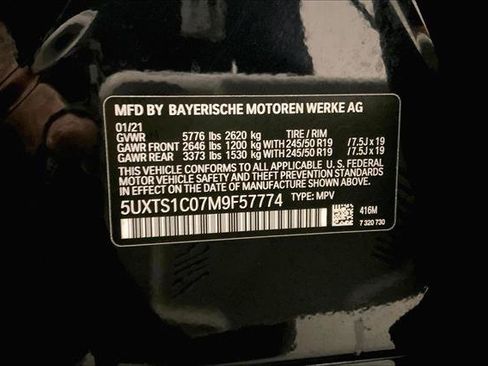 MFD BY BAYERISCHE MOTOREN WERKE AG
01/21
GVWR 5776 lbs 2620 kg TIRE / RIM
GAWR FRONT 2646 lbs 1200 kg WITH 245/50 R19 / 7.5J x 19
GAWR REAR 3373 lbs 1530 kg WITH 245/50 R19 / 7.5J x 19
THIS VEHICLE CONFORMS TO ALL APPLICABLE U. S. FEDERAL
MOTOR VEHICLE SAFETY, BUMPER, AND THEFT PREVENTION
STANDARDS IN EFFECT ON THE DATE OF MANUFACTURE SHOWN ABOVE.
5UXTS1C07M9F57774 TYPE: MPV
416M
7 320 730